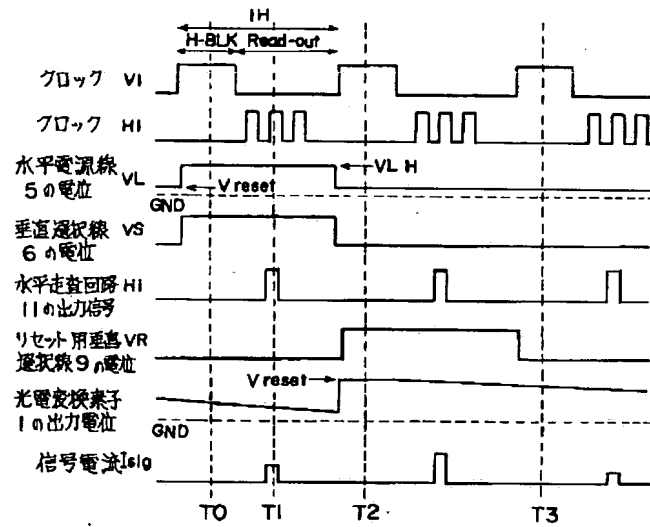 1H
H-BLK Read-out
クロック V1
クロック H1
水平電流線
5の電位 VL
VL H
V reset
GND
垂直選択線 VS
6の電位
水平走査回路 Hi
11の出力信号
リセット用垂直 VR
選択線9の電位
V reset
光電変換素子
1の出力電位
GND
信号電流Isig
T0 T1 T2 T3